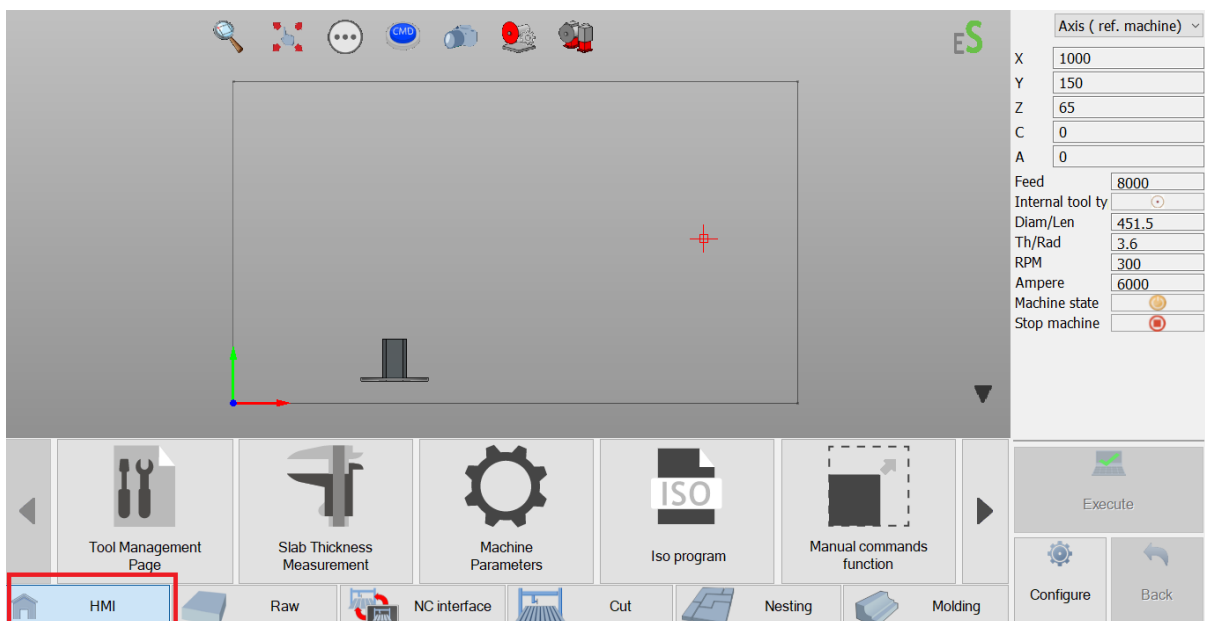 CMD
ES
Axis ( ref. machine)
X 1000
Y 150
Z 65
C 0
A 0
Feed 8000
Internal tool ty
Diam/Len 451.5
Th/Rad 3.6
RPM 300
Ampere 6000
Machine state
Stop machine
Tool Management
Page
Slab Thickness
Measurement
Machine
Parameters
ISO
Iso program
Manual commands
function
Execute
Configure
Back
HMI
Raw
NC interface
Cut
Nesting
Molding